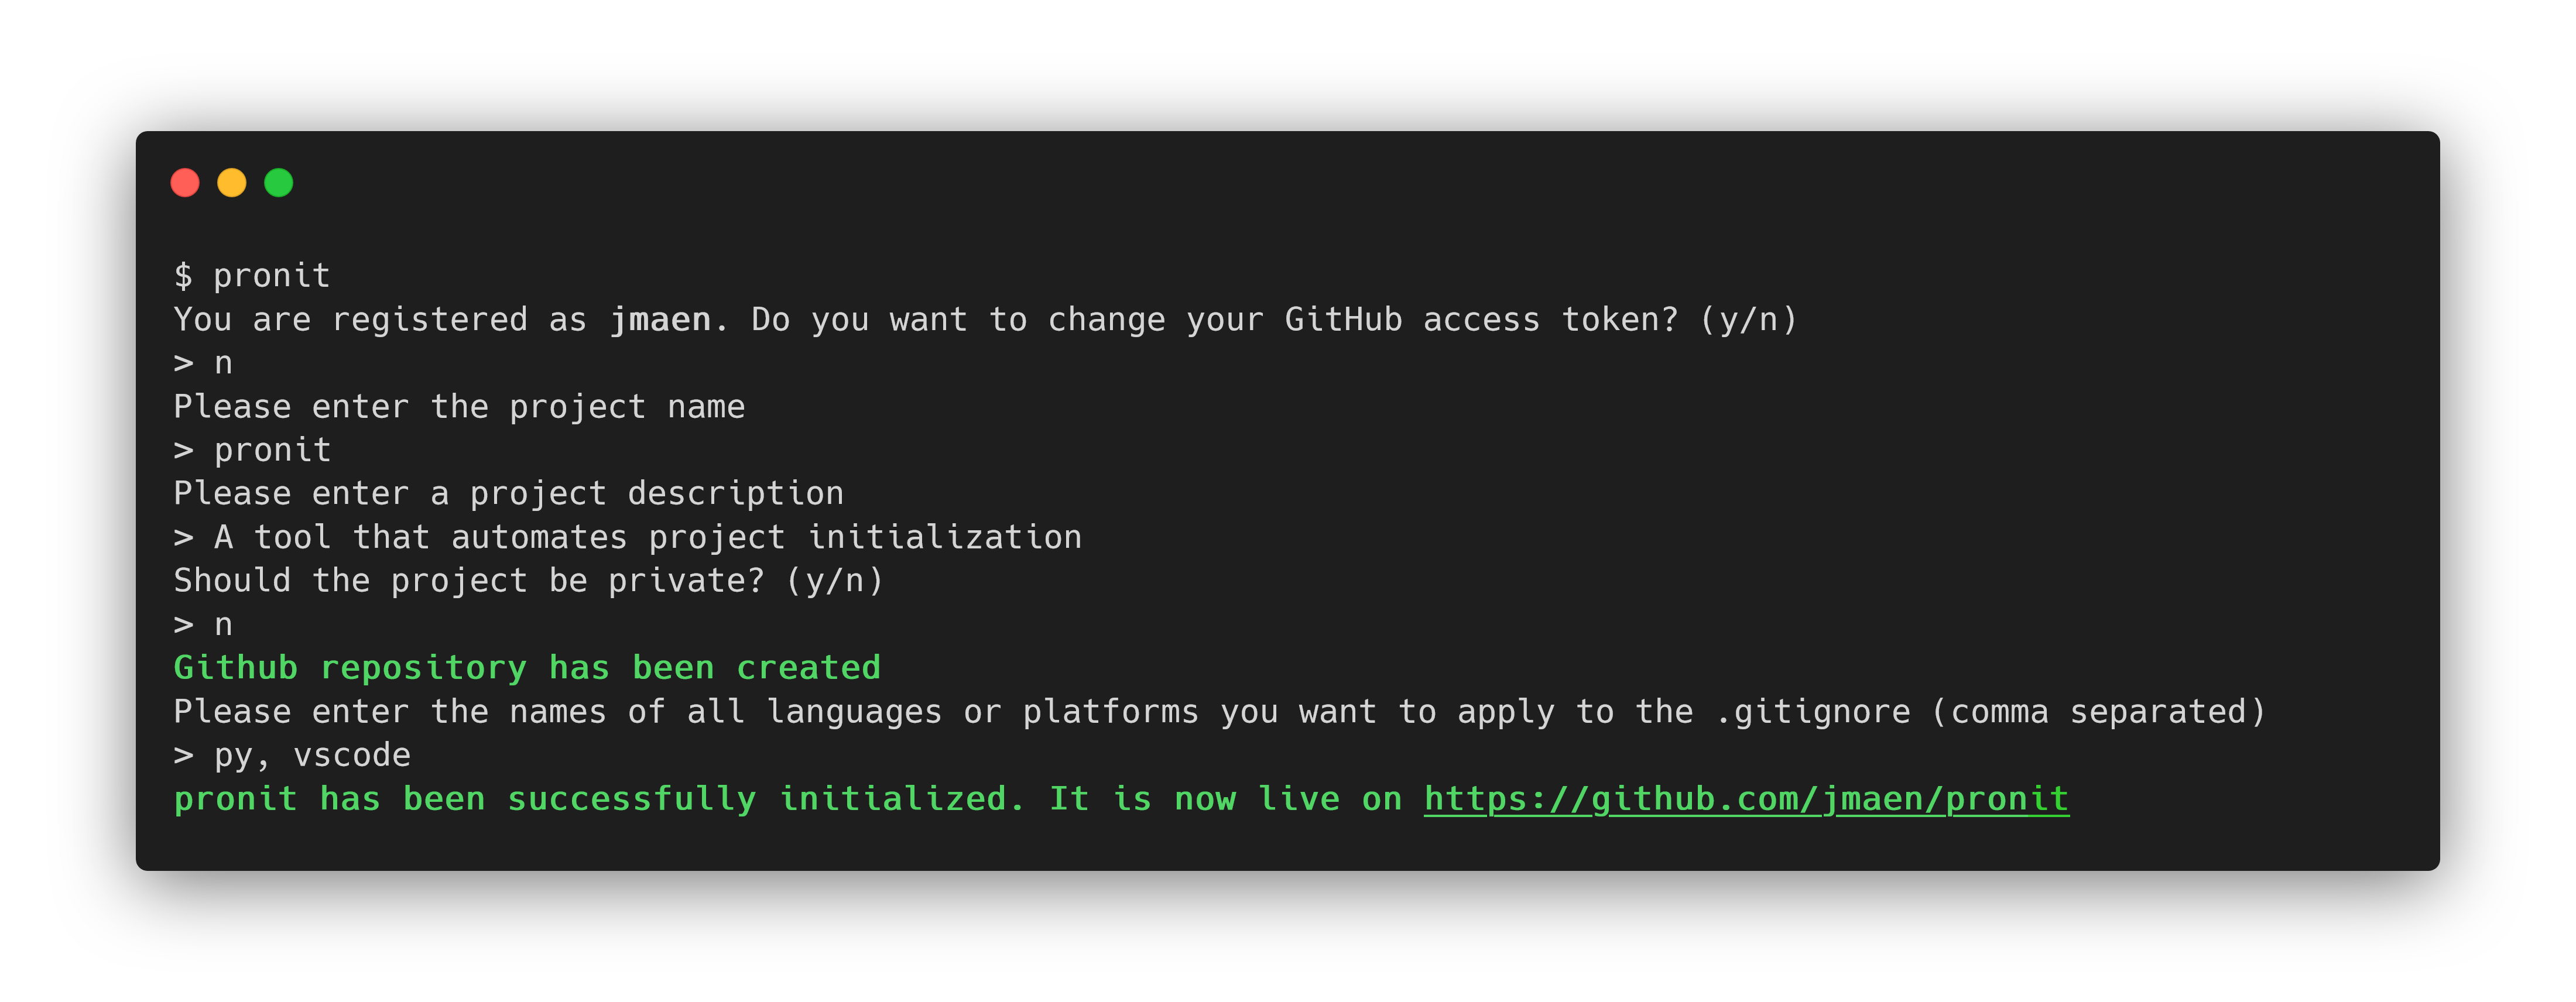 $ pronit
You are registered as jmaen. Do you want to change your GitHub access token? (y/n)
> n
Please enter the project name
> pronit
Please enter a project description
> A tool that automates project initialization
Should the project be private? (y/n)
> n
Github repository has been created
Please enter the names of all languages or platforms you want to apply to the .gitignore (comma separated)
> py, vscode
pronit has been successfully initialized. It is now live on https://github.com/jmaen/pronit